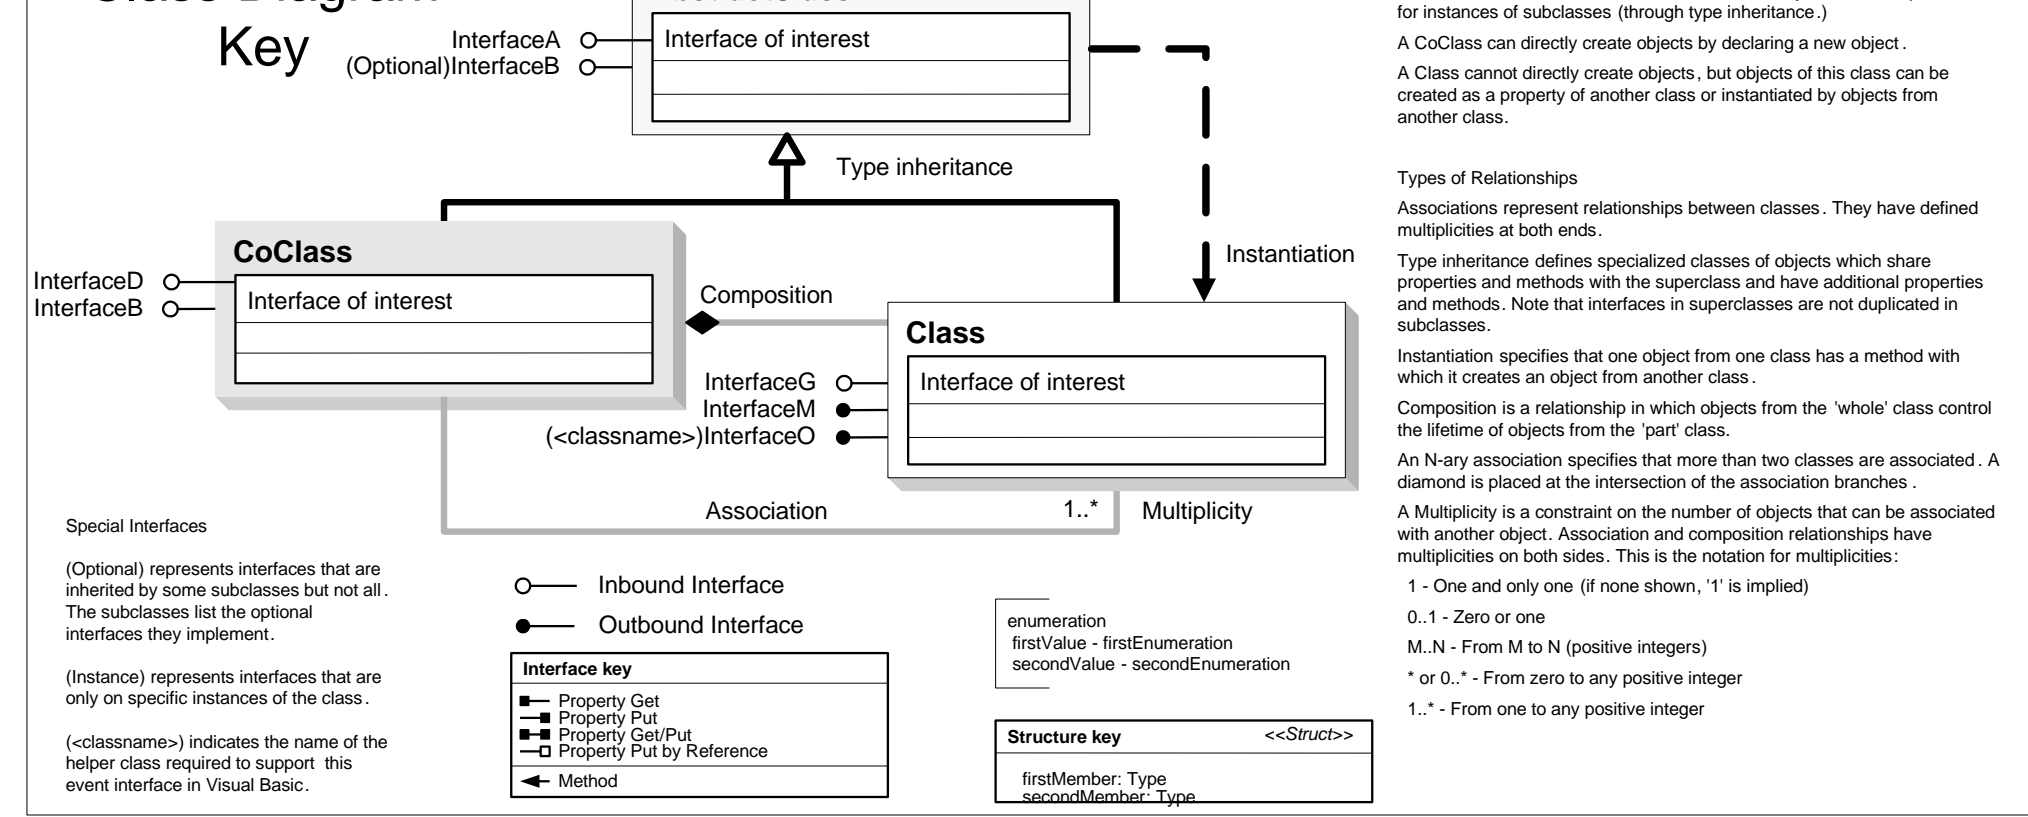 Class Diagram
Key
InterfaceA
(Optional)InterfaceB
Interface of interest
Type inheritance
Instantiation
CoClass
InterfaceD
InterfaceB
Interface of interest
Composition
Class
InterfaceG
InterfaceM
(<classname>)InterfaceO
Interface of interest
Association
1..*
Multiplicity
Special Interfaces
(Optional) represents interfaces that are
inherited by some subclasses but not all.
The subclasses list the optional
interfaces they implement.
(Instance) represents interfaces that are
only on specific instances of the class.
(<classname>) indicates the name of the
helper class required to support this
event interface in Visual Basic.
Inbound Interface
Outbound Interface
Interface key
Property Get
Property Put
Property Get/Put
Property Put by Reference
Method
enumeration
firstValue - firstEnumeration
secondValue - secondEnumeration
Structure key <<Struct>>
firstMember: Type
secondMember: Type
for instances of subclasses (through type inheritance.)
A CoClass can directly create objects by declaring a new object.
A Class cannot directly create objects, but objects of this class can be
created as a property of another class or instantiated by objects from
another class.
Types of Relationships
Associations represent relationships between classes. They have defined
multiplicities at both ends.
Type inheritance defines specialized classes of objects which share
properties and methods with the superclass and have additional properties
and methods. Note that interfaces in superclasses are not duplicated in
subclasses.
Instantiation specifies that one object from one class has a method with
which it creates an object from another class.
Composition is a relationship in which objects from the 'whole' class control
the lifetime of objects from the 'part' class.
An N-ary association specifies that more than two classes are associated. A
diamond is placed at the intersection of the association branches.
A Multiplicity is a constraint on the number of objects that can be associated
with another object. Association and composition relationships have
multiplicities on both sides. This is the notation for multiplicities:
1 - One and only one (if none shown, '1' is implied)
0..1 - Zero or one
M..N - From M to N (positive integers)
* or 0..* - From zero to any positive integer
1..* - From one to any positive integer